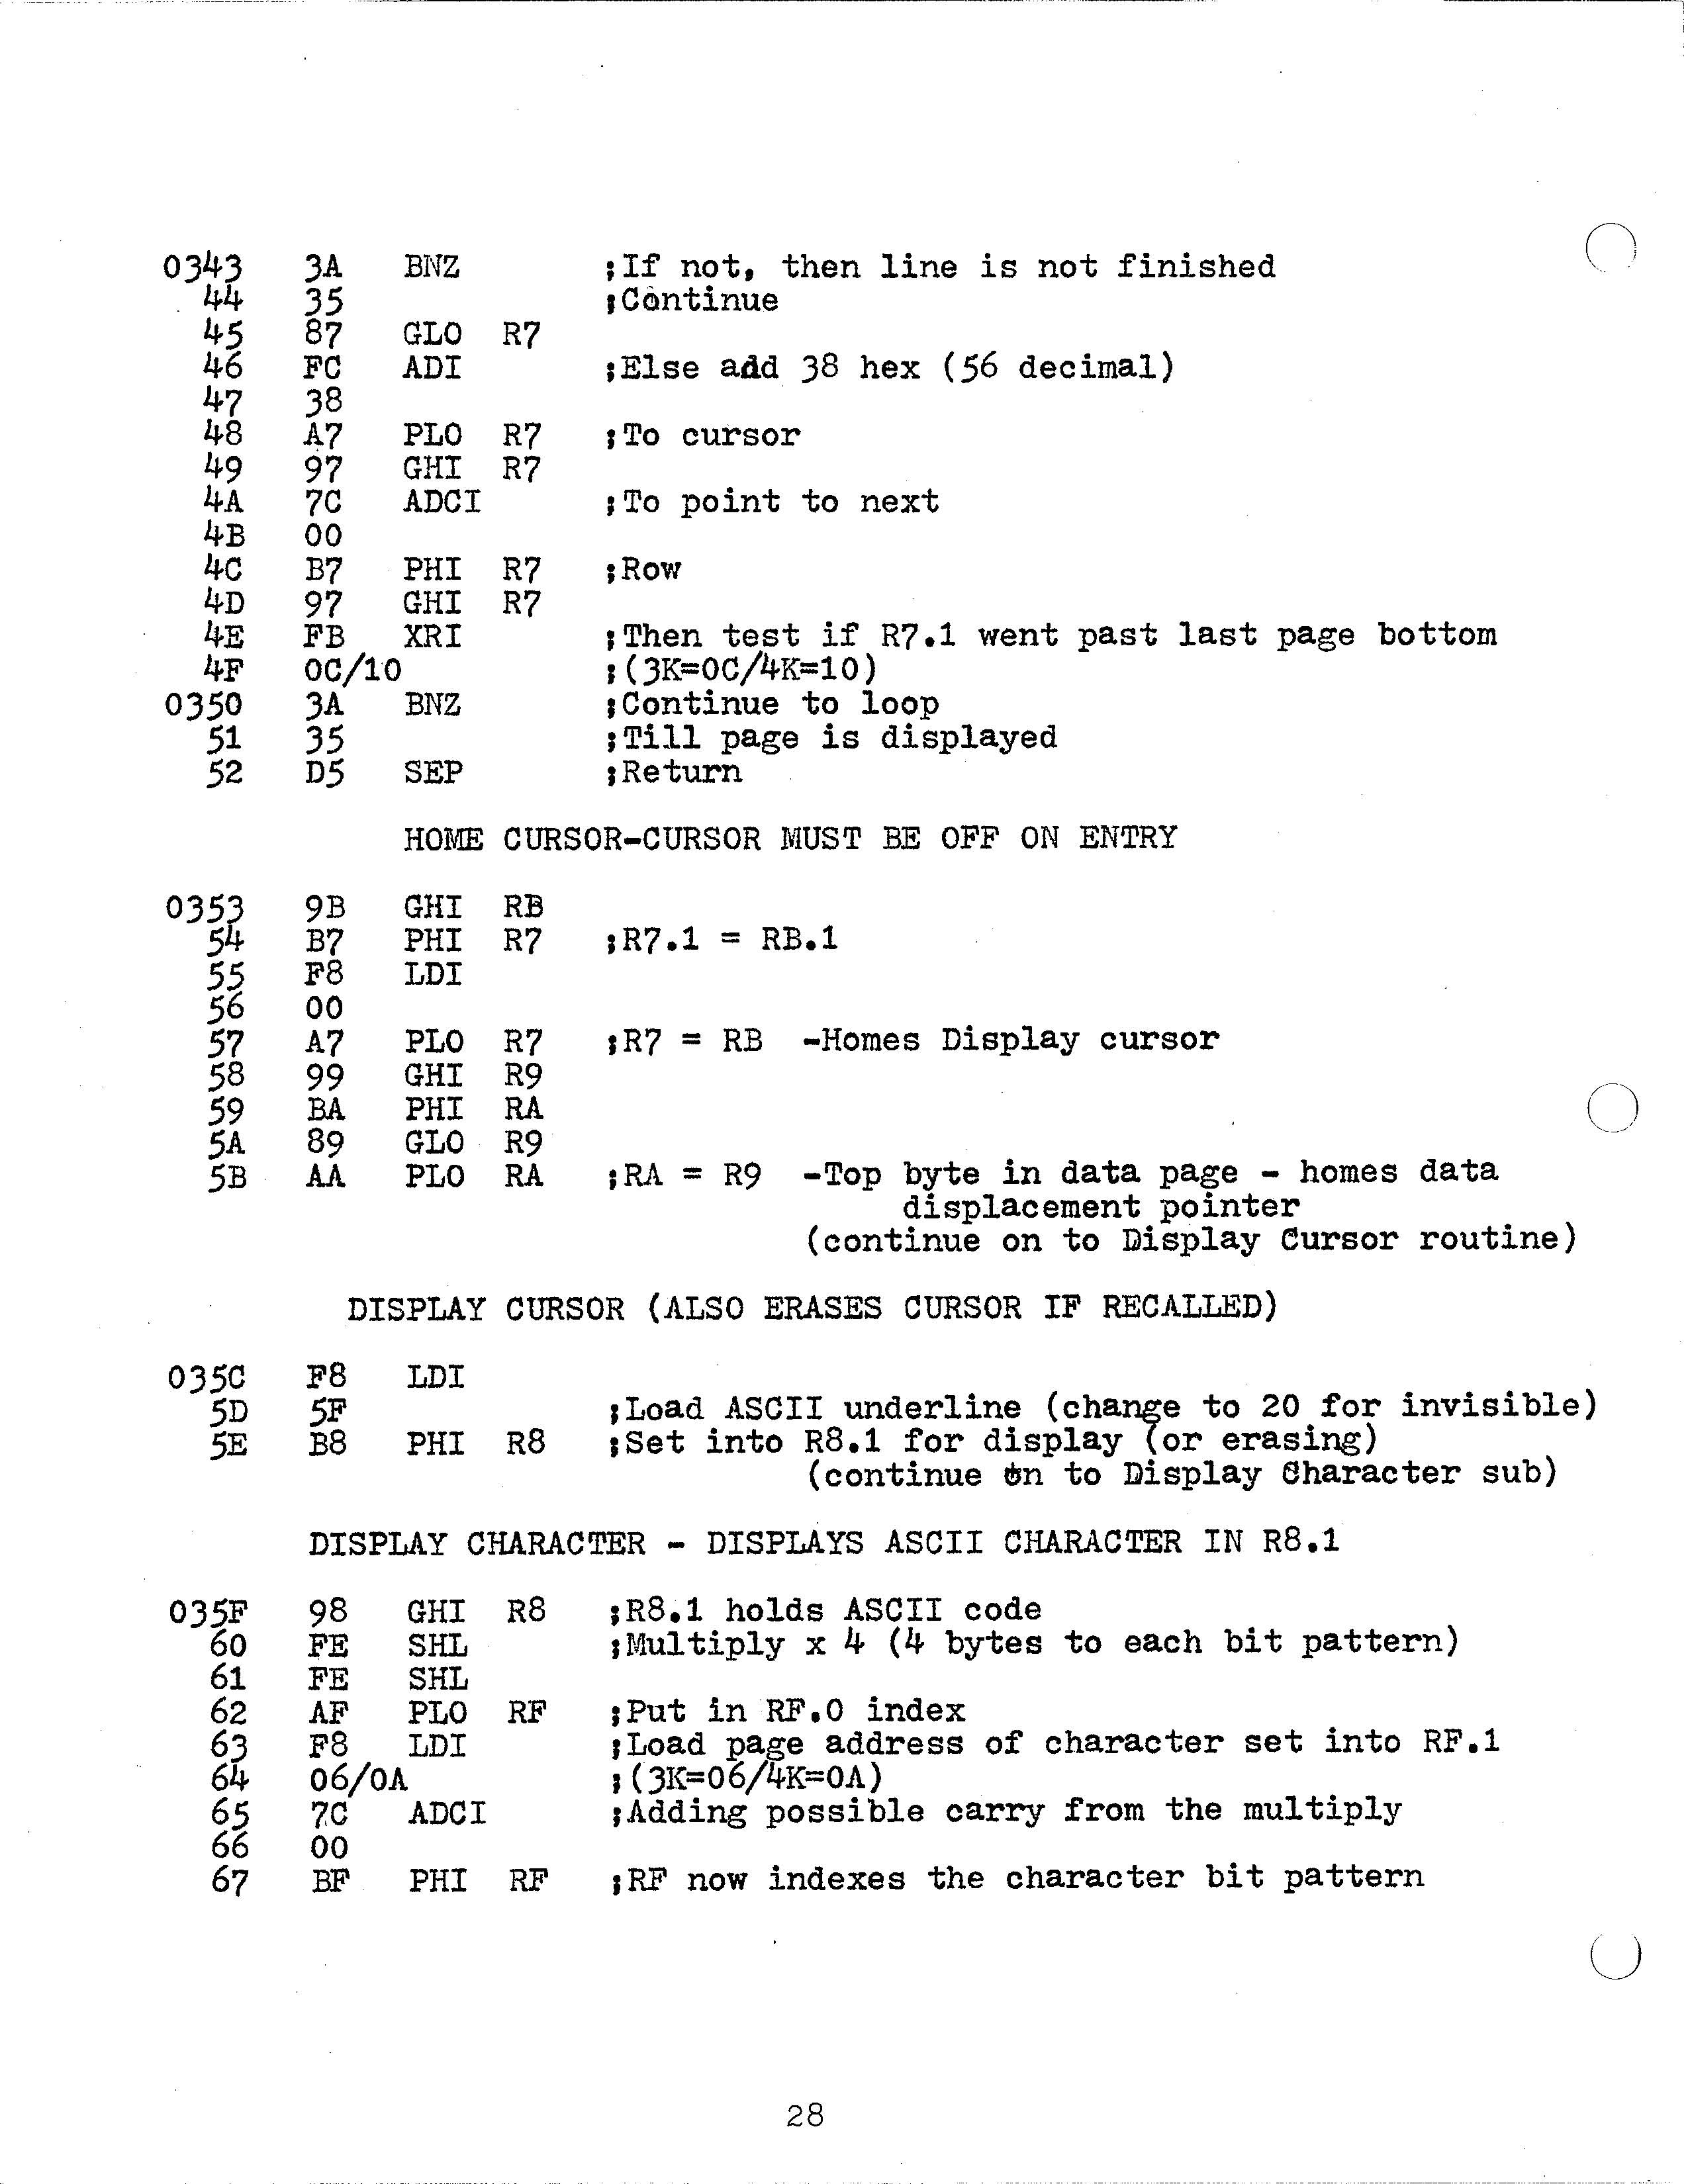 0343 3A BNZ ;If not, then line is not finished
44 35 ;Continue
45 87 GLO R7
46 FC ADI ;Else add 38 hex (56 decimal)
47 38
48 A7 PLO R7 ;To cursor
49 97 GHI R7
4A 7C ADCI ;To point to next
4B 00
4C B7 PHI R7 ;Row
4D 97 GHI R7
4E FB XRI ;Then test if R7.1 went past last page bottom
4F 0C/10 ;(3K=0C/4K=10)
0350 3A BNZ ;Continue to loop
51 35 ;Till page is displayed
52 D5 SEP ;Return
HOME CURSOR-CURSOR MUST BE OFF ON ENTRY
0353 9B GHI RB
54 B7 PHI R7 ;R7.1 = RB.1
55 F8 LDI
56 00
57 A7 PLO R7 ;R7 = RB -Homes Display cursor
58 99 GHI R9
59 BA PHI RA
5A 89 GLO R9
5B AA PLO RA ;RA = R9 -Top byte in data page - homes data
displacement pointer
(continue on to Display Cursor routine)
DISPLAY CURSOR (ALSO ERASES CURSOR IF RECALLED)
035C F8 LDI
5D 5F ;Load ASCII underline (change to 20 for invisible)
5E B8 PHI R8 ;Set into R8.1 for display (or erasing)
(continue on to Display Character sub)
DISPLAY CHARACTER - DISPLAYS ASCII CHARACTER IN R8.1
035F 98 GHI R8 ;R8.1 holds ASCII code
60 FE SHL ;Multiply x 4 (4 bytes to each bit pattern)
61 FE SHL
62 AF PLO RF ;Put in RF.0 index
63 F8 LDI ;Load page address of character set into RF.1
64 06/0A ;(3K=06/4K=0A)
65 7C ADCI ;Adding possible carry from the multiply
66 00
67 BF PHI RF ;RF now indexes the character bit pattern
28